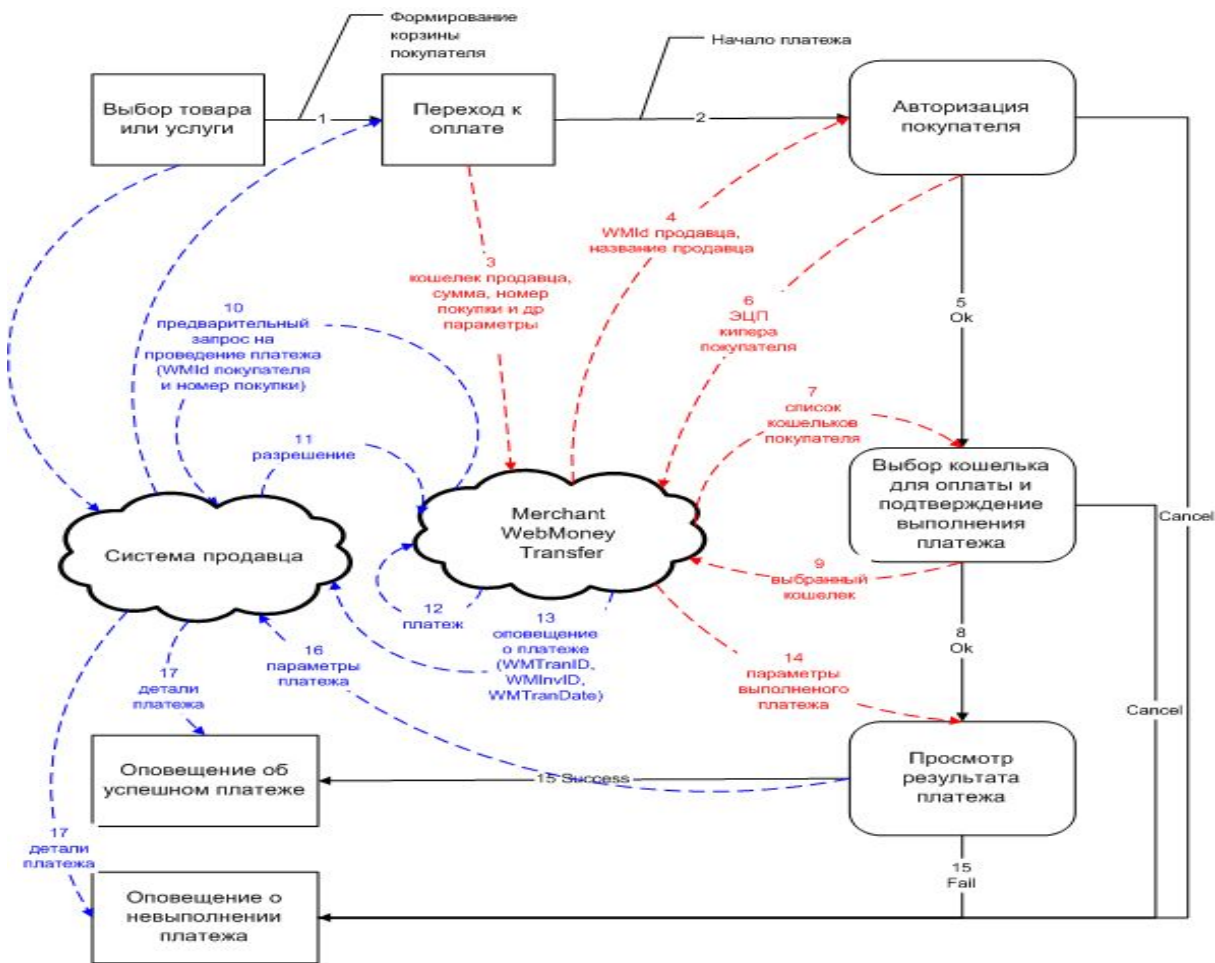 Формирование
корзины
покупателя
Начало платежа
Выбор товара
или услуги
1
Переход к
оплате
2
Авторизация
покупателя
4
WMId продавца,
название продавца
3
кошелек продавца,
сумма, номер
покупки и др
параметры
6
ЭЦП
кипера
покупателя
5
Ok
10
предварительный
запрос на
проведение платежа
(WMId покупателя
и номер покупки)
7
список
кошельков
покупателя
11
разрешение
Выбор кошелька
для оплаты и
подтверждение
выполнения
платежа
Cancel
Merchant
WebMoney
Transfer
Система продавца
9
выбранный
кошелек
12
платеж
13
оповещение
о платеже
(WMTranID,
WMInvID,
WMTranDate)
8
Ok
16
параметры
платежа
14
параметры
выполненого
платежа
17
детали
платежа
Cancel
Оповещение об
успешном платеже
15 Success
Просмотр
результата
платежа
17
детали
платежа
15
Fail
Оповещение о
невыполнении
платежа